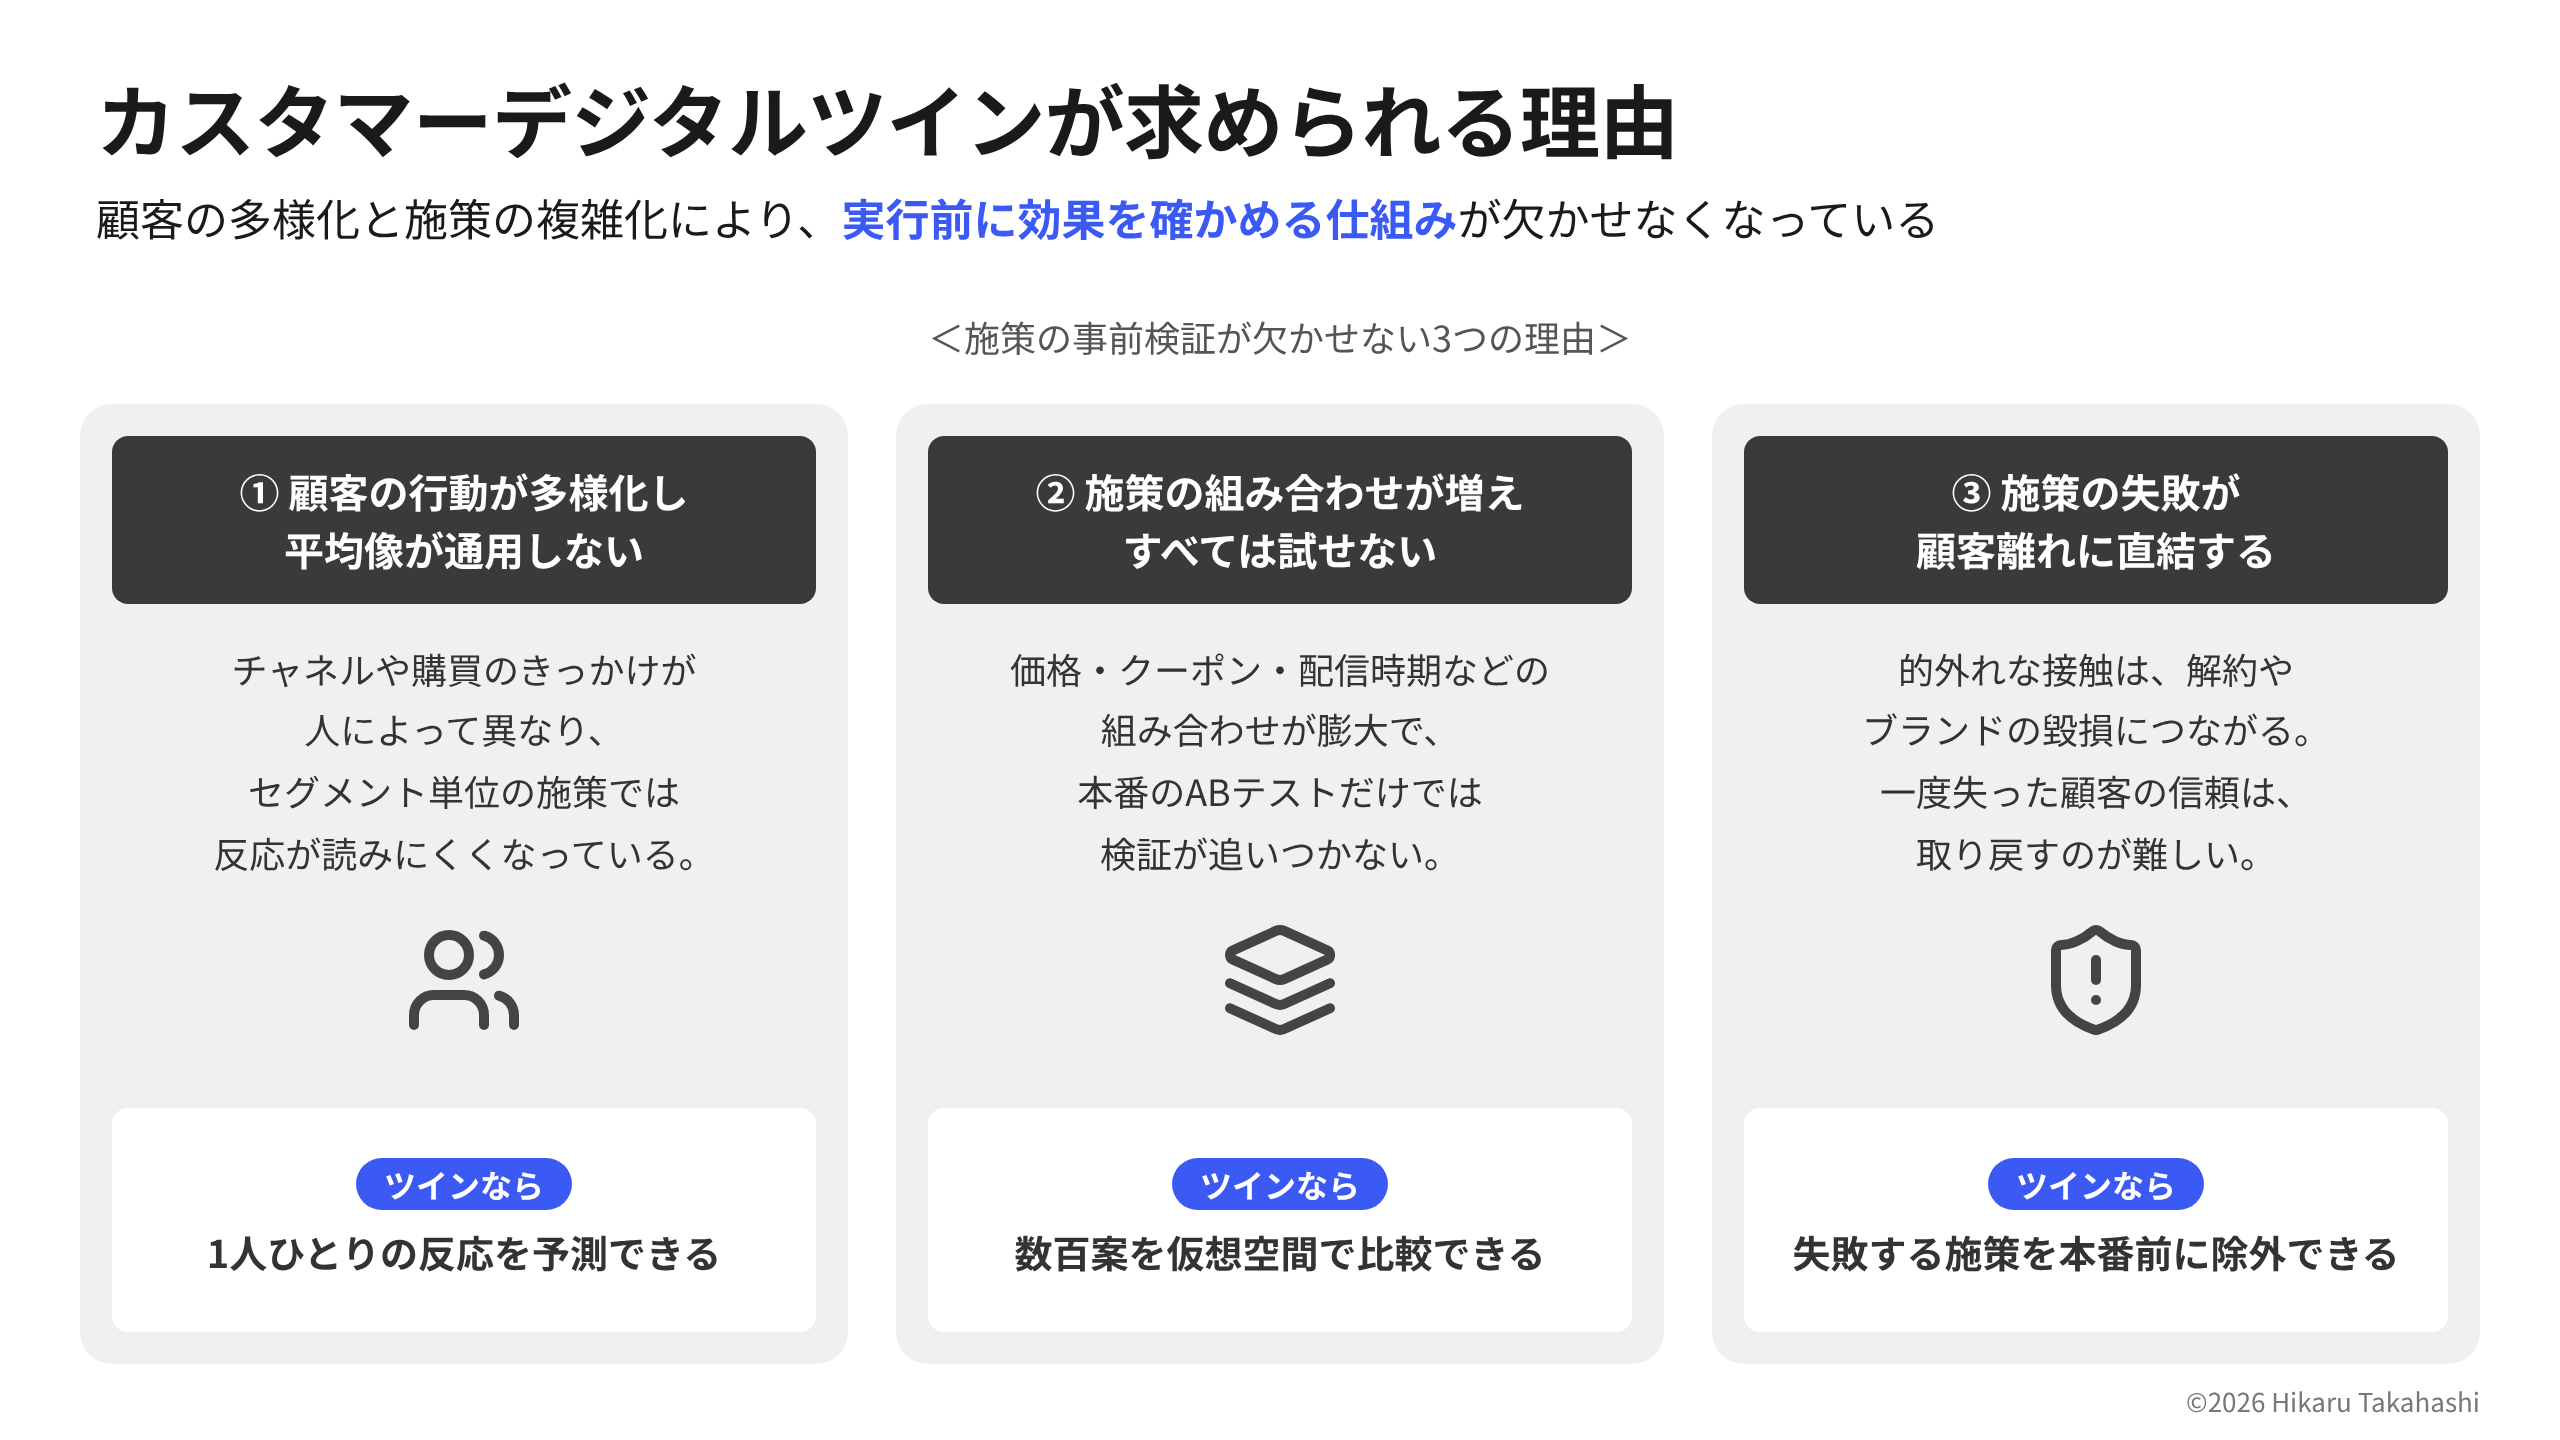 カスタマーデジタルツインが求められる理由
顧客の多様化と施策の複雑化により、実行前に効果を確かめる仕組みが欠かせなくなっている
＜施策の事前検証が欠かせない3つの理由＞
① 顧客の行動が多様化し
平均像が通用しない
チャネルや購買のきっかけが
人によって異なり、
セグメント単位の施策では
反応が読みにくくなっている。
ツインなら
1人ひとりの反応を予測できる
② 施策の組み合わせが増え
すべては試せない
価格・クーポン・配信時期などの
組み合わせが膨大で、
本番のABテストだけでは
検証が追いつかない。
ツインなら
数百案を仮想空間で比較できる
③ 施策の失敗が
顧客離れに直結する
的外れな接触は、解約や
ブランドの毀損につながる。
一度失った顧客の信頼は、
取り戻すのが難しい。
ツインなら
失敗する施策を本番前に除外できる
©2026 Hikaru Takahashi